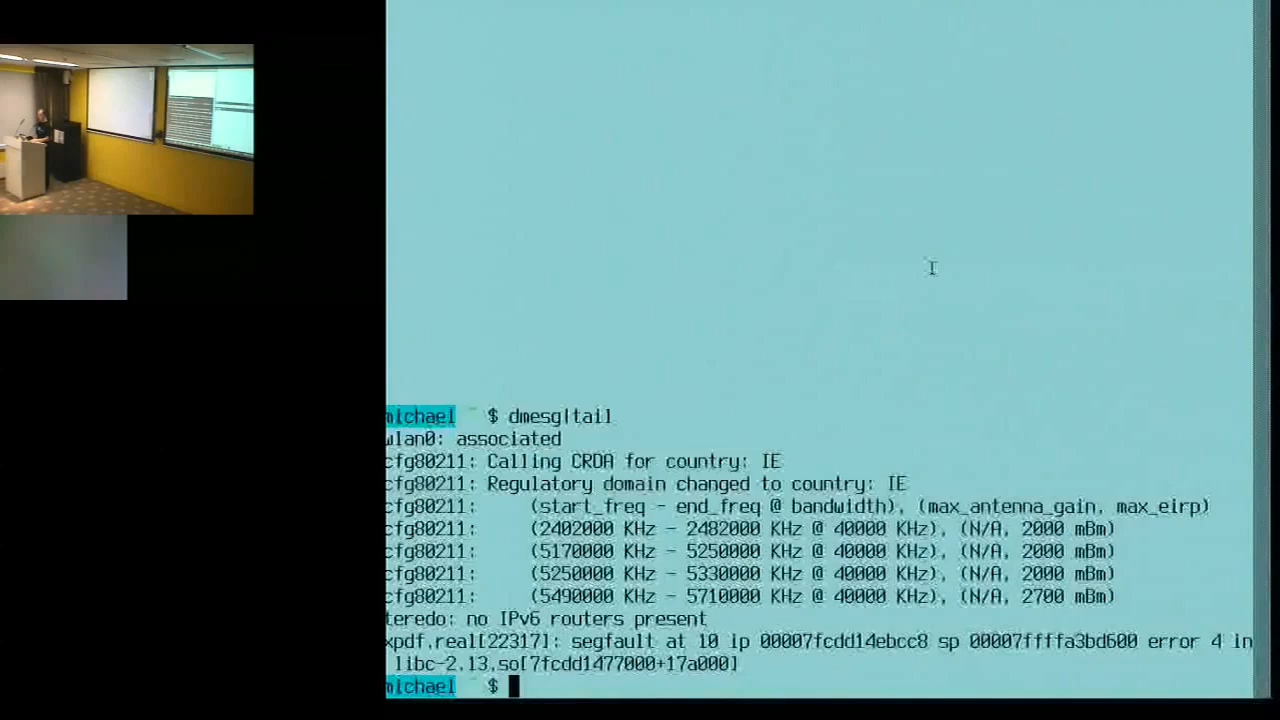 michael ~ $ dmesg|tail
wlan0: associated
cfg80211: Calling CRDA for country: IE
cfg80211: Regulatory domain changed to country: IE
cfg80211:     (start_freq - end_freq @ bandwidth), (max_antenna_gain, max_eirp)
cfg80211:     (2402000 KHz - 2482000 KHz @ 40000 KHz), (N/A, 2000 mBm)
cfg80211:     (5170000 KHz - 5250000 KHz @ 40000 KHz), (N/A, 2000 mBm)
cfg80211:     (5250000 KHz - 5330000 KHz @ 40000 KHz), (N/A, 2000 mBm)
cfg80211:     (5490000 KHz - 5710000 KHz @ 40000 KHz), (N/A, 2700 mBm)
teredo: no IPv6 routers present
xpdf.real[22317]: segfault at 10 ip 00007fcdd14ebcc8 sp 00007ffffa3bd600 error 4 in
libc-2.13.so[7fcdd1477000+17a000]
michael ~ $